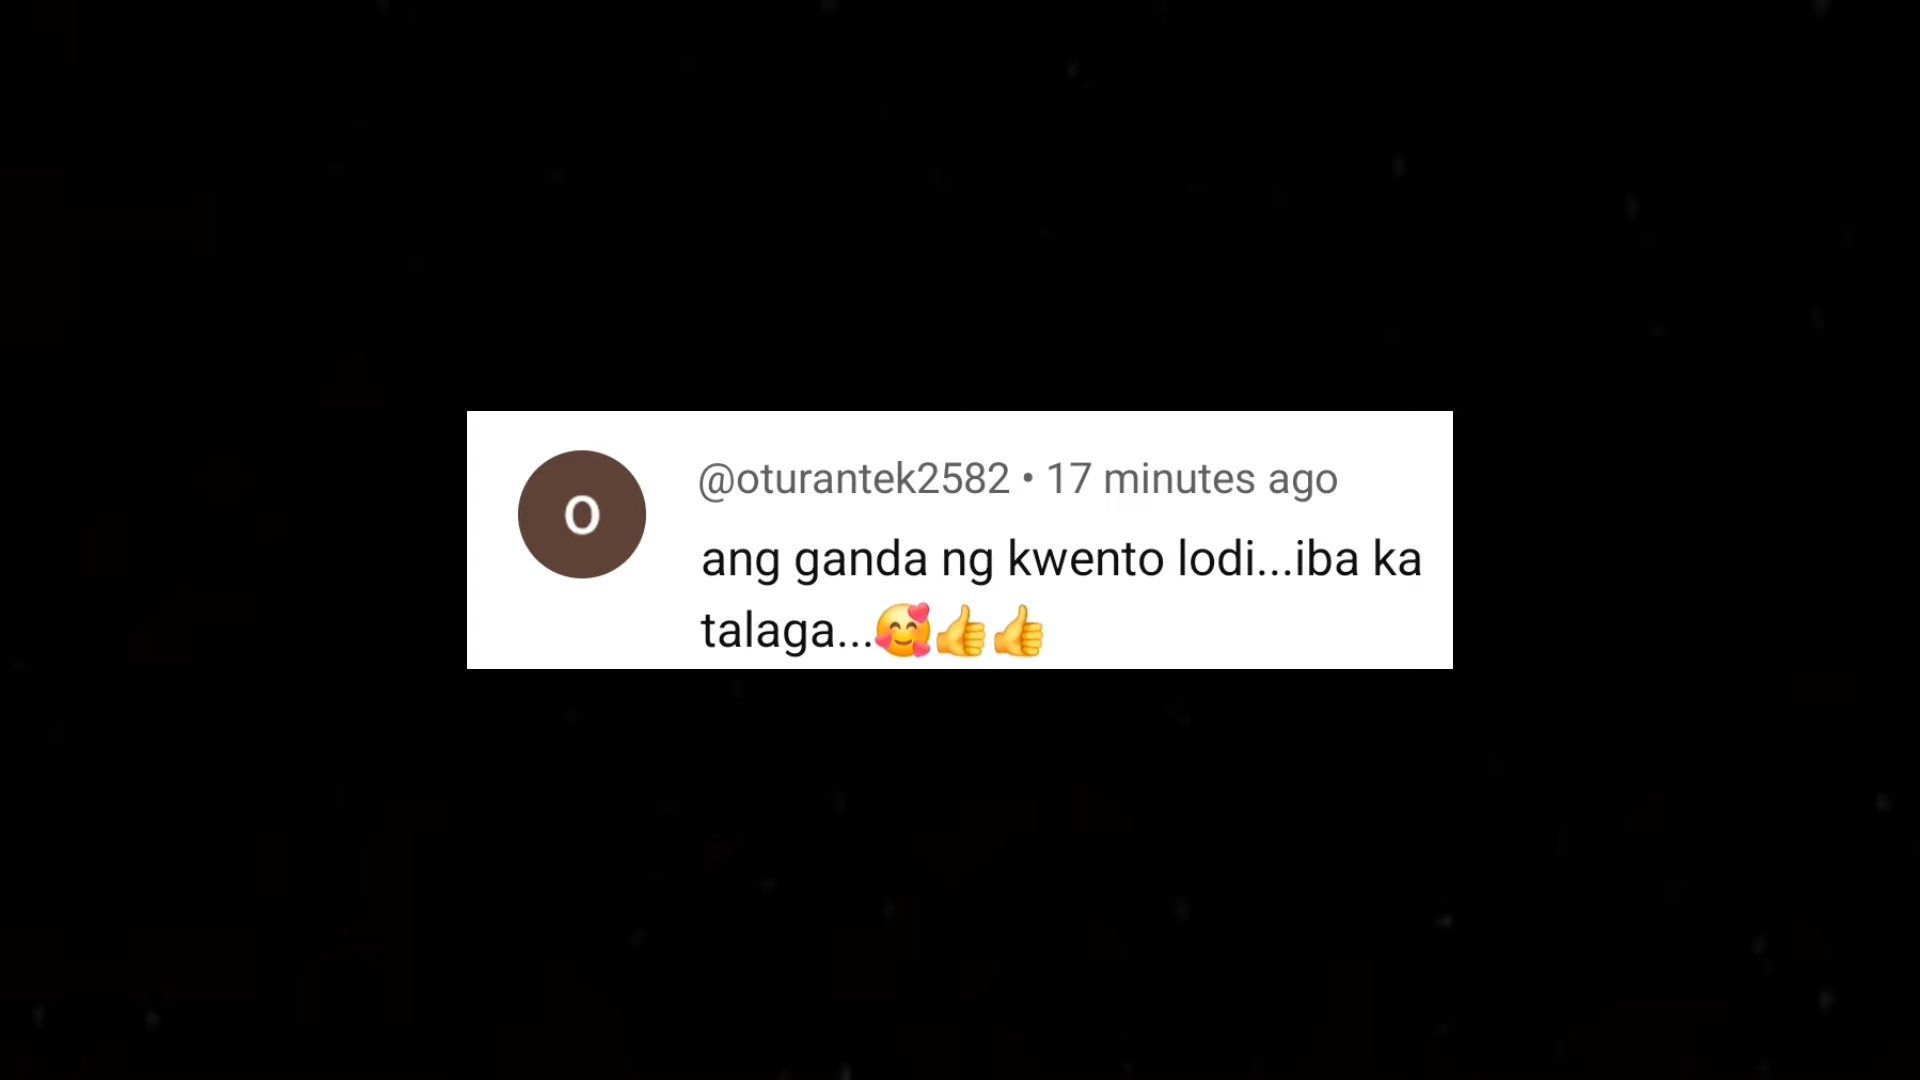 O
@oturantek2582 • 17 minutes ago
ang ganda ng kwento lodi...iba ka
talaga...🥰👍👍